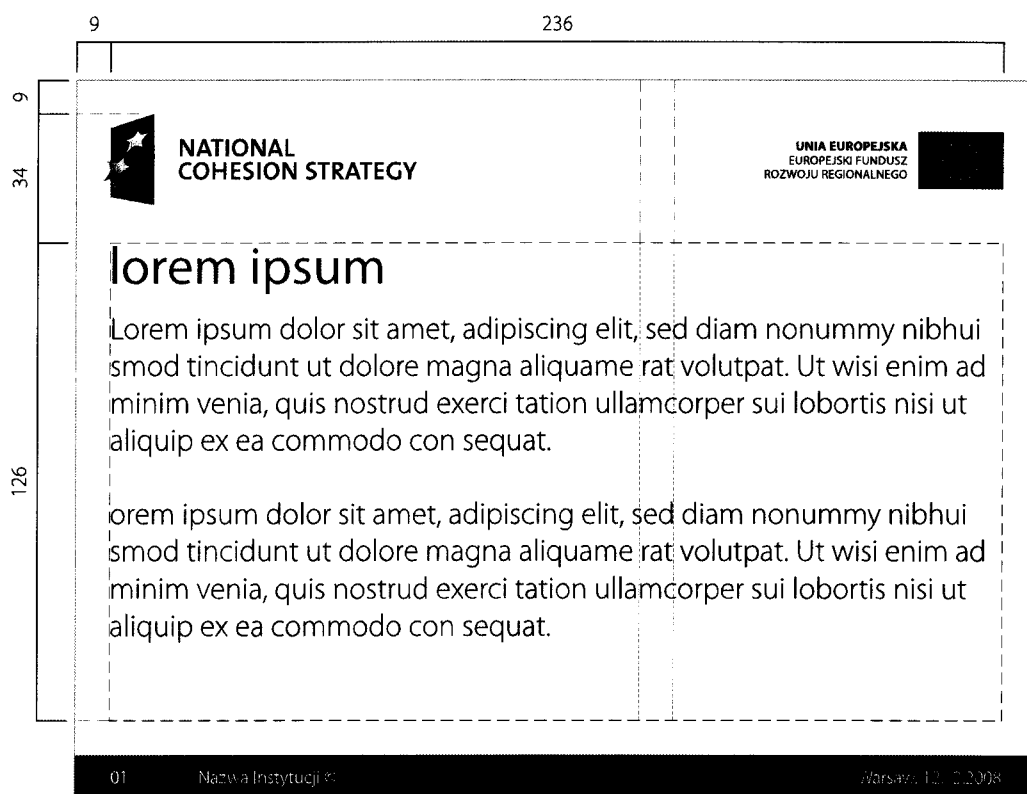 9 236
9
34
126
NATIONAL
COHESION STRATEGY
UNIA EUROPEJSKA
EUROPEJSKI FUNDUSZ
ROZWOJU REGIONALNEGO
lorem ipsum
Lorem ipsum dolor sit amet, adipiscing elit, sed diam nonummy nibhui
smod tincidunt ut dolore magna aliquame rat volutpat. Ut wisi enim ad
minim venia, quis nostrud exerci tation ullamcorper sui lobortis nisi ut
aliquip ex ea commodo con sequat.
orem ipsum dolor sit amet, adipiscing elit, sed diam nonummy nibhui
smod tincidunt ut dolore magna aliquame rat volutpat. Ut wisi enim ad
minim venia, quis nostrud exerci tation ullamcorper sui lobortis nisi ut
aliquip ex ea commodo con sequat.
01 Nazwa Instytucji ©